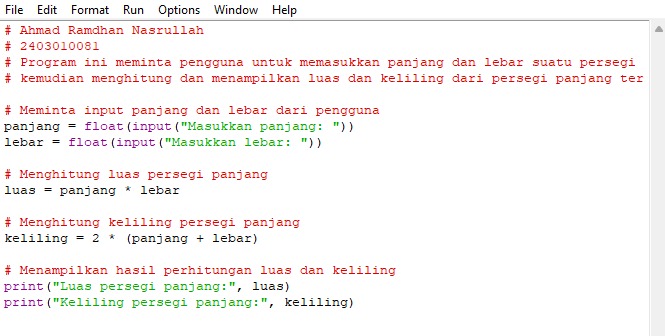 File Edit Format Run Options Window Help
# Ahmad Ramdhan Nasrullah
# 2403010081
# Program ini meminta pengguna untuk memasukkan panjang dan lebar suatu persegi
# kemudian menghitung dan menampilkan luas dan keliling dari persegi panjang ter
# Meminta input panjang dan lebar dari pengguna
panjang = float(input("Masukkan panjang: "))
lebar = float(input("Masukkan lebar: "))
# Menghitung luas persegi panjang
luas = panjang * lebar
# Menghitung keliling persegi panjang
keliling = 2 * (panjang + lebar)
# Menampilkan hasil perhitungan luas dan keliling
print("Luas persegi panjang:", luas)
print("Keliling persegi panjang:", keliling)